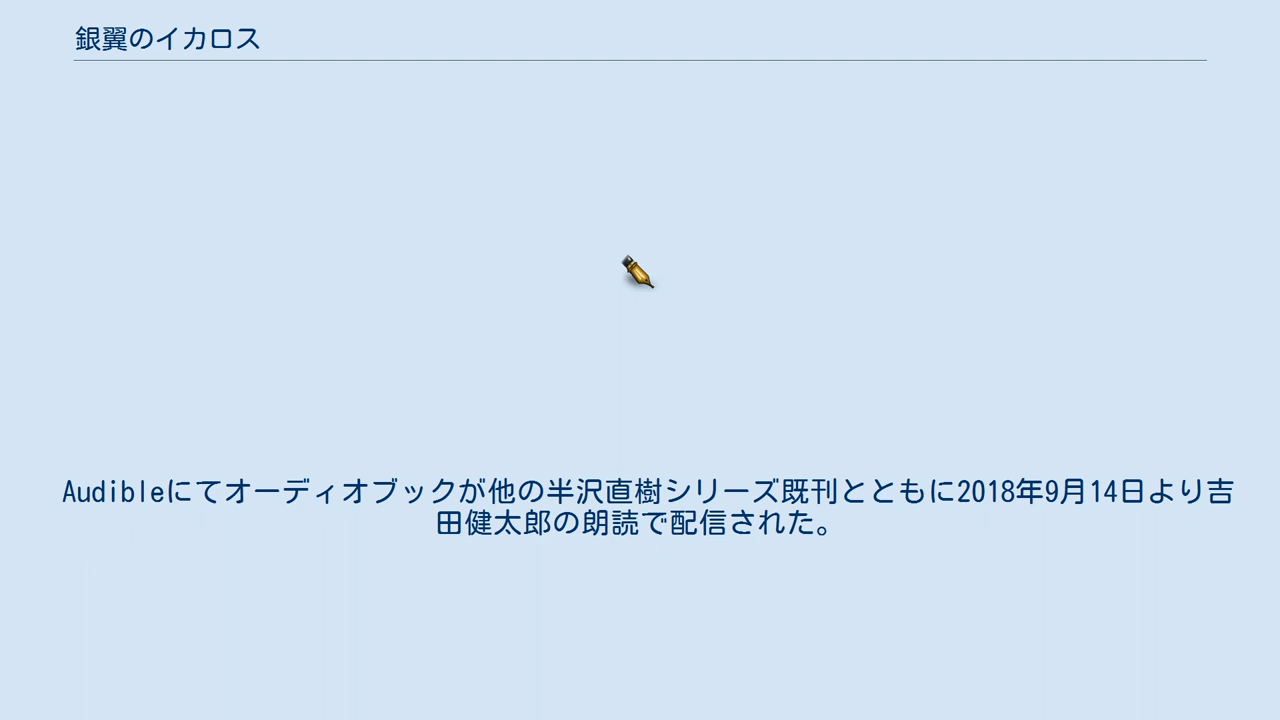 銀翼のイカロス
Audibleにてオーディオブックが他の半沢直樹シリーズ既刊とともに2018年9月14日より吉
田健太郎の朗読で配信された。